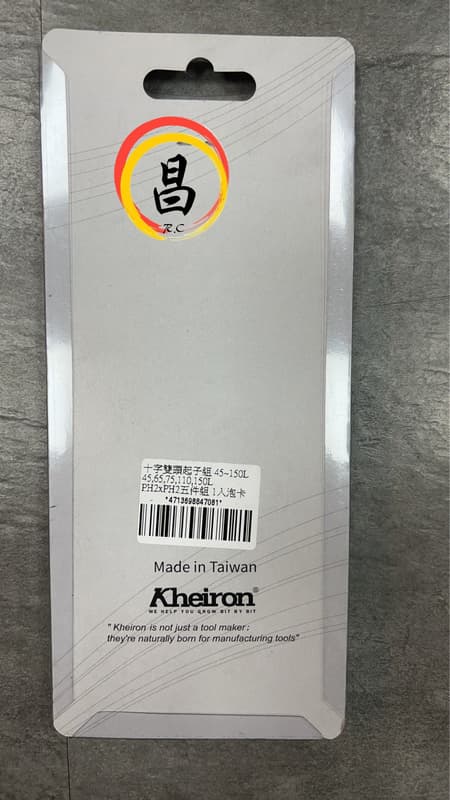 昌
R.C
十字雙頭起子組 45~150L
45,65,75,110,150L
PH2xPH2五件組 1入泡卡
*4713698847081*
Made in Taiwan
Kheiron®
WE HELP YOU GROW BIT BY BIT
" Kheiron is not just a tool maker;
they're naturally born for manufacturing tools"